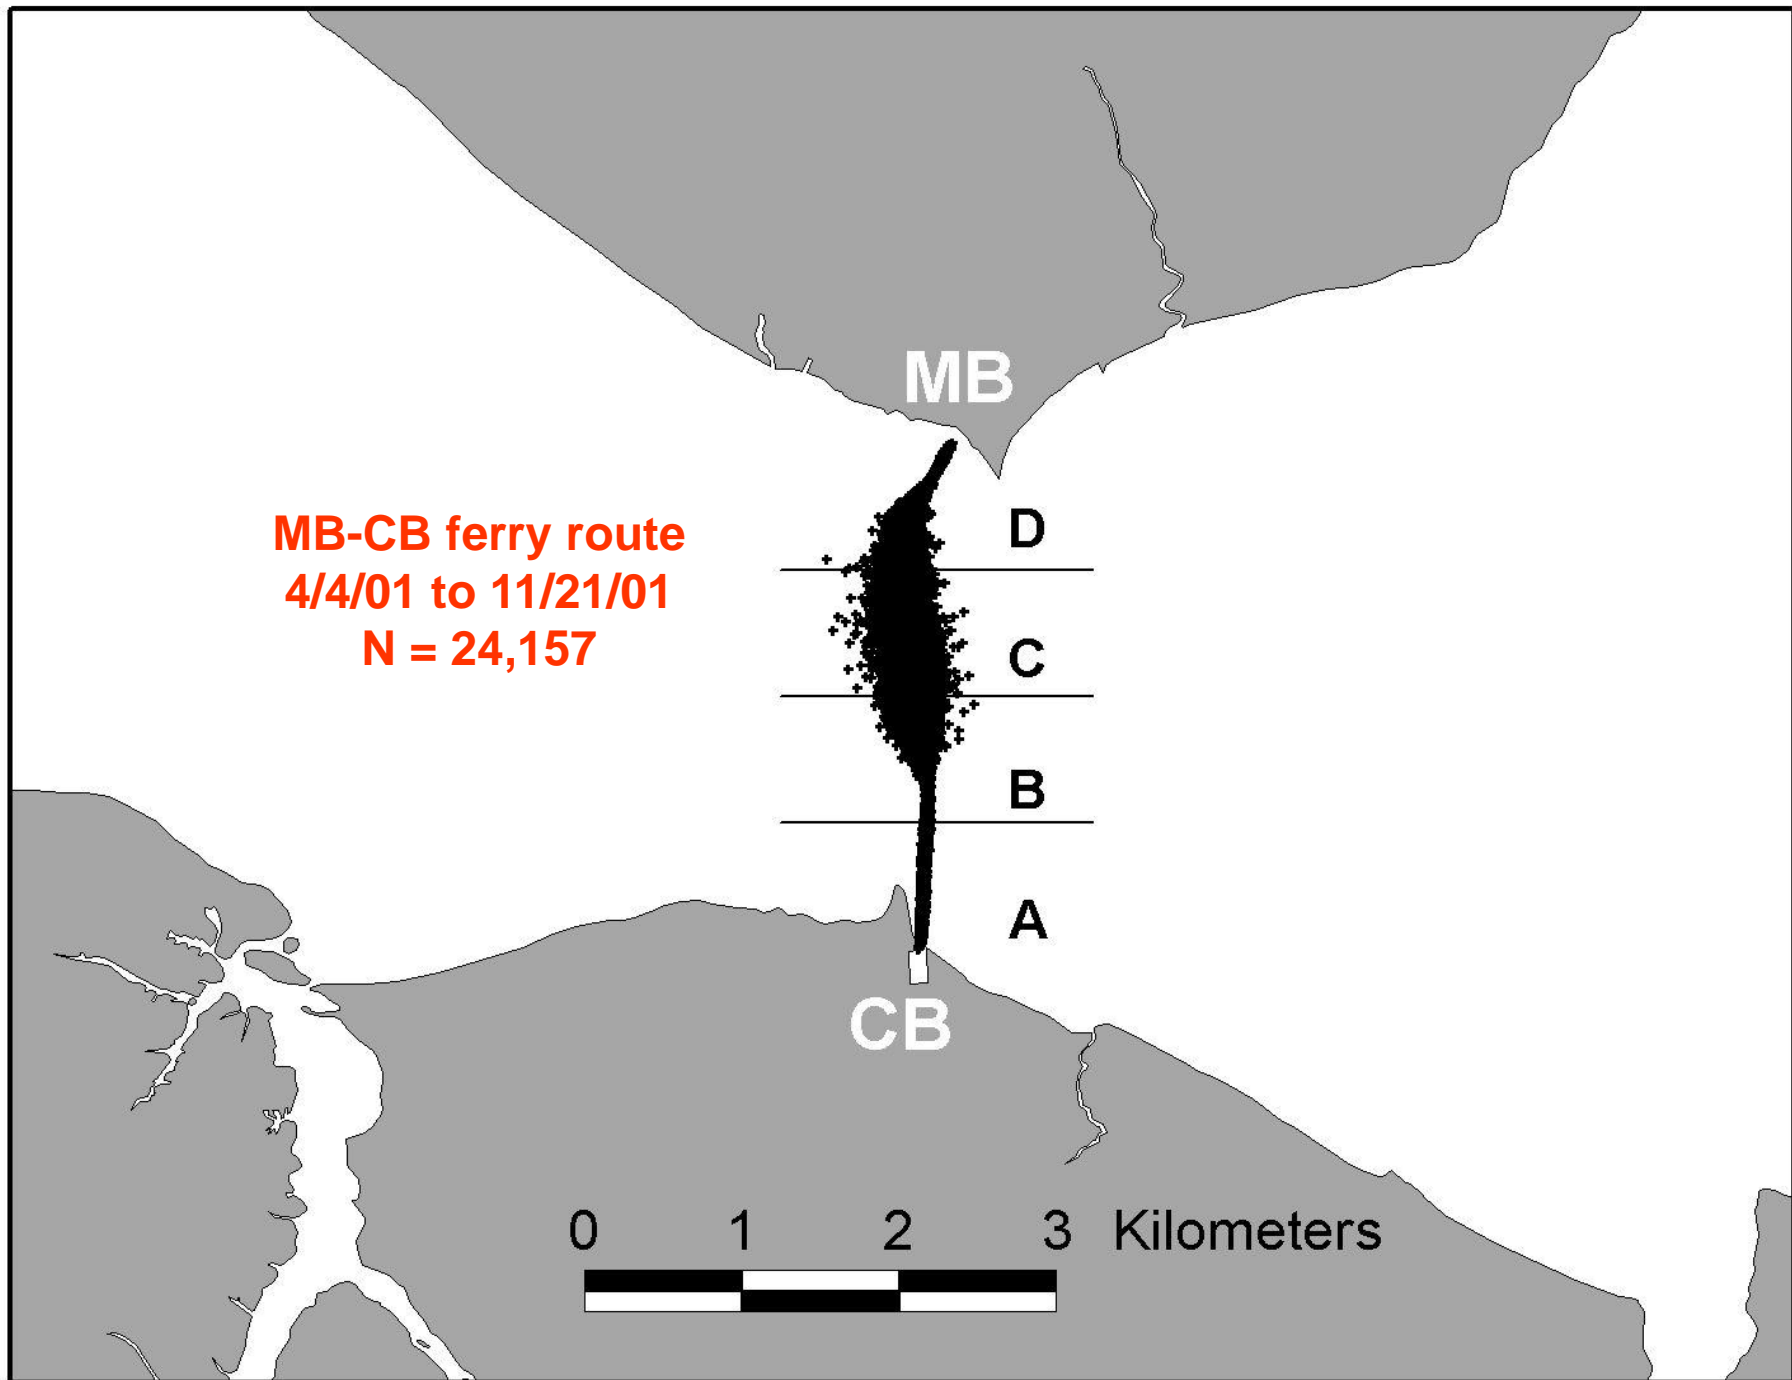 MB
MB-CB ferry route
4/4/01 to 11/21/01
N = 24,157
D
C
B
A
CB
0 1 2 3 Kilometers